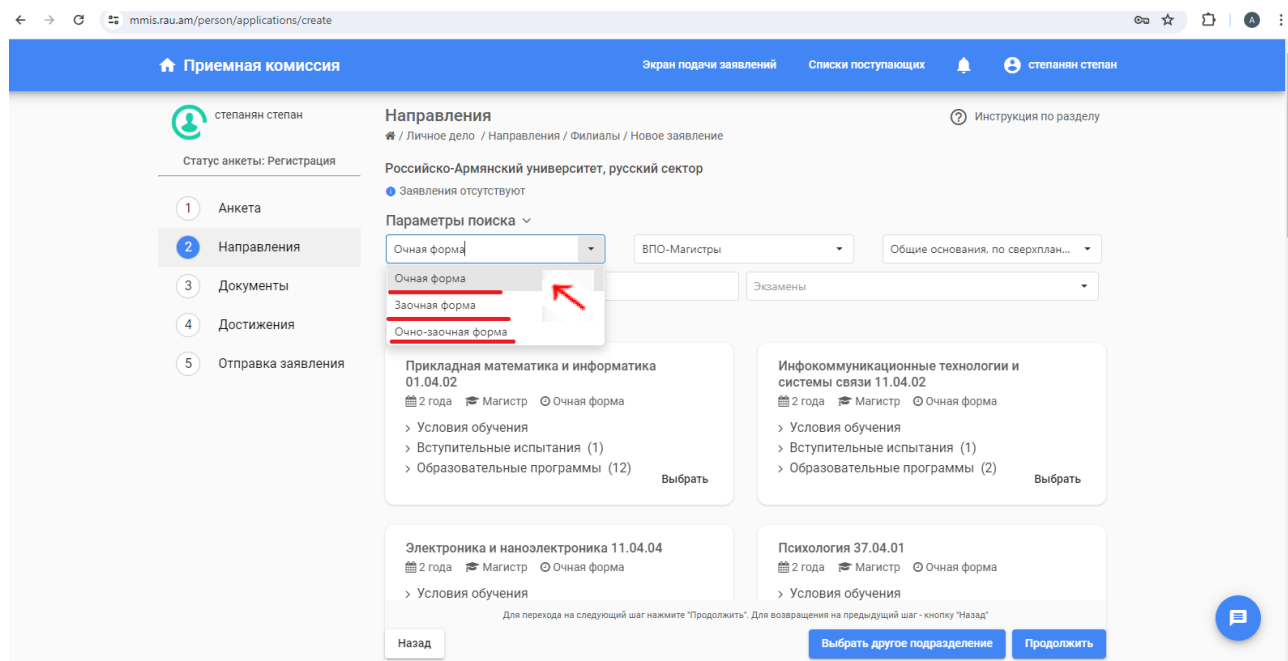 mmis.rau.am/person/applications/create
A
Приемная комиссия
Экран подачи заявлений
Списки поступающих
степанян степан
степанян степан
Статус анкеты: Регистрация
1 Анкета
2 Направления
3 Документы
4 Достижения
5 Отправка заявления
Направления
? Инструкция по разделу
/ Личное дело / Направления / Филиалы / Новое заявление
Российско-Армянский университет, русский сектор
Заявления отсутствуют
Параметры поиска
Очная форма
ВПО-Магистры
Общие основания, по сверхплан...
Очная форма
Заочная форма
Очно-заочная форма
Экзамены
Прикладная математика и информатика
01.04.02
2 года Магистр Очная форма
> Условия обучения
> Вступительные испытания (1)
> Образовательные программы (12)
Выбрать
Инфокоммуникационные технологии и
системы связи 11.04.02
2 года Магистр Очная форма
> Условия обучения
> Вступительные испытания (1)
> Образовательные программы (2)
Выбрать
Электроника и наноэлектроника 11.04.04
2 года Магистр Очная форма
> Условия обучения
Психология 37.04.01
2 года Магистр Очная форма
> Условия обучения
Для перехода на следующий шаг нажмите "Продолжить". Для возвращения на предыдущий шаг - кнопку "Назад"
Назад
Выбрать другое подразделение
Продолжить